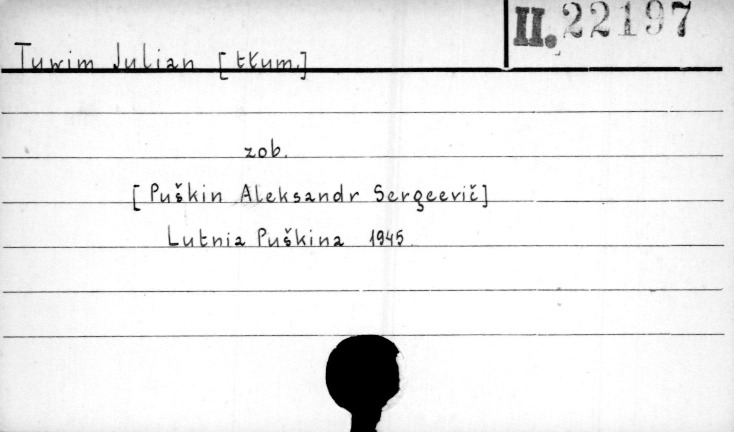 II. 22197
Tuwim Julian [tłum.]
zob.
[Puškin Aleksandr Sergeevič]
Lutnia Puškina 1945